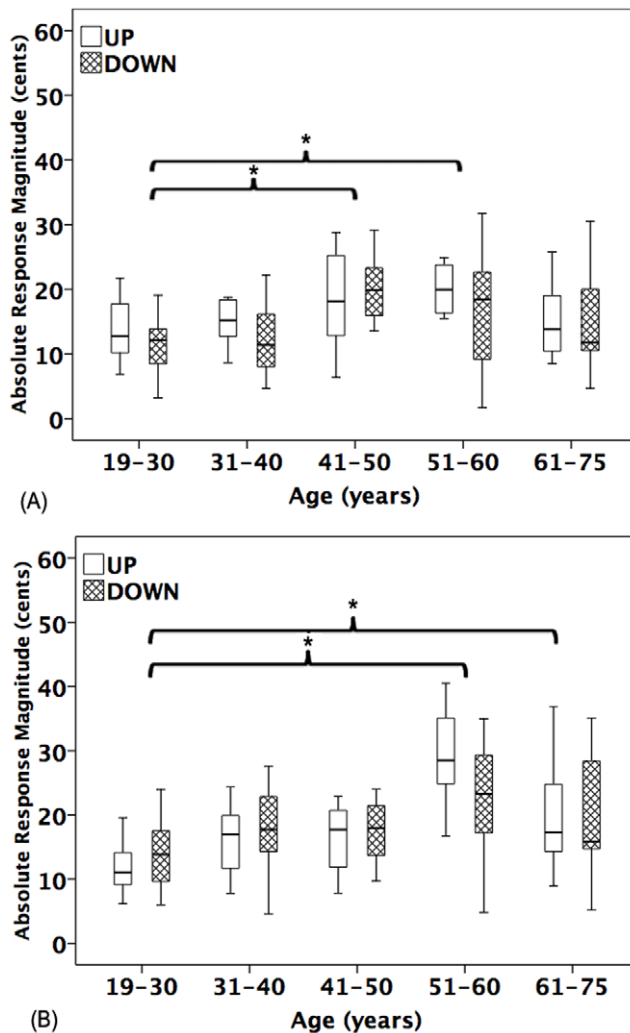 60
UP
DOWN
50
40
30
20
10
0
Absolute Response Magnitude (cents)
*
*
19-30 31-40 41-50 51-60 61-75
Age (years)
(A)
60
UP
DOWN
50
40
30
20
10
0
Absolute Response Magnitude (cents)
*
*
19-30 31-40 41-50 51-60 61-75
Age (years)
(B)